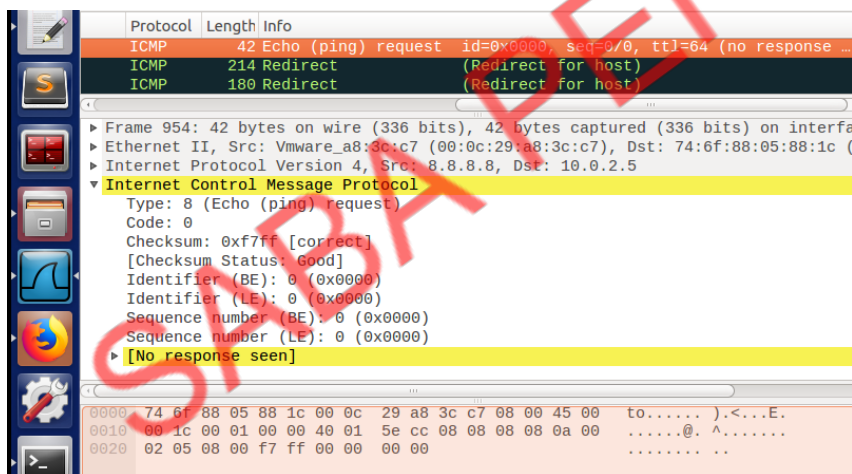 Protocol Length Info
ICMP 42 Echo (ping) request id=0x0000, seq=0/0, ttl=64 (no response …
ICMP 214 Redirect (Redirect for host)
ICMP 180 Redirect (Redirect for host)
Frame 954: 42 bytes on wire (336 bits), 42 bytes captured (336 bits) on interfa
Ethernet II, Src: Vmware_a8:3c:c7 (00:0c:29:a8:3c:c7), Dst: 74:6f:88:05:88:1c (
Internet Protocol Version 4, Src: 8.8.8.8, Dst: 10.0.2.5
Internet Control Message Protocol
Type: 8 (Echo (ping) request)
Code: 0
Checksum: 0xf7ff [correct]
[Checksum Status: Good]
Identifier (BE): 0 (0x0000)
Identifier (LE): 0 (0x0000)
Sequence number (BE): 0 (0x0000)
Sequence number (LE): 0 (0x0000)
[No response seen]
0000 74 6f 88 05 88 1c 00 0c 29 a8 3c c7 08 00 45 00 to...... ).<...E.
0010 00 1c 00 01 00 00 40 01 5e cc 08 08 08 08 0a 00 ......@. ^.......
0020 02 05 08 00 f7 ff 00 00 00 00 ........ ..
SABA PE